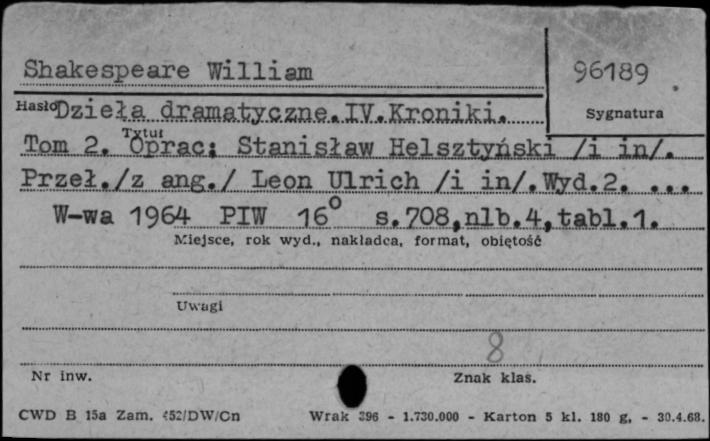 Shakespeare William
96189
Hasło Dzieła dramatyczne.IV.Kroniki.
Sygnatura
Tytuł
Tom 2. Oprac: Stanisław Helsztyński /i in/.
Przeł./z ang./ Leon Ulrich /i in/.Wyd.2. ...
W-wa 1964 PIW 16° s.708,nlb.4,tabl.1.
Miejsce, rok wyd., nakładca, format, objętość
Uwagi
8
Nr inw.
Znak klas.
CWD B 15a Zam. 452/DW/Cn Wrak 396 - 1.730.000 - Karton 5 kl. 180 g. - 30.4.68.